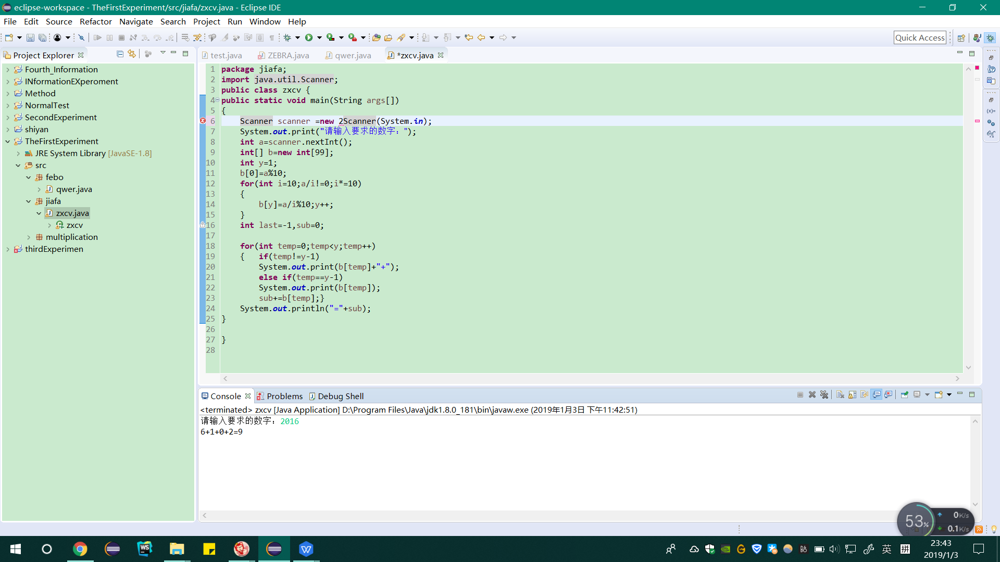 eclipse-workspace - TheFirstExperiment/src/jiafa/zxcv.java - Eclipse IDE
File Edit Source Refactor Navigate Search Project Run Window Help
Quick Access
Project Explorer
test.java ZEBRA.java qwer.java *zxcv.java
Fourth_Information
INformationEXperoment
Method
NormalTest
SecondExperiment
shiyan
TheFirstExperiment
JRE System Library [JavaSE-1.8]
src
febo
qwer.java
jiafa
zxcv.java
zxcv
multiplication
thirdExperimen
1 package jiafa;
2 import java.util.Scanner;
3 public class zxcv {
4 public static void main(String args[])
5 {
6 Scanner scanner =new 2Scanner(System.in);
7 System.out.print("请输入要求的数字：");
8 int a=scanner.nextInt();
9 int[] b=new int[99];
10 int y=1;
11 b[0]=a%10;
12 for(int i=10;a/i!=0;i*=10)
13 {
14 b[y]=a/i%10;y++;
15 }
16 int last=-1,sub=0;
17
18 for(int temp=0;temp<y;temp++)
19 { if(temp!=y-1)
20 System.out.print(b[temp]+"+");
21 else if(temp==y-1)
22 System.out.print(b[temp]);
23 sub+=b[temp];}
24 System.out.println("="+sub);
25 }
26
27 }
28
Console Problems Debug Shell
<terminated> zxcv [Java Application] D:\Program Files\Java\jdk1.8.0_181\bin\javaw.exe (2019年1月3日 下午11:42:51)
请输入要求的数字：2016
6+1+0+2=9
53%
0K/s
0.1K/s
英 拼
23:43
2019/1/3